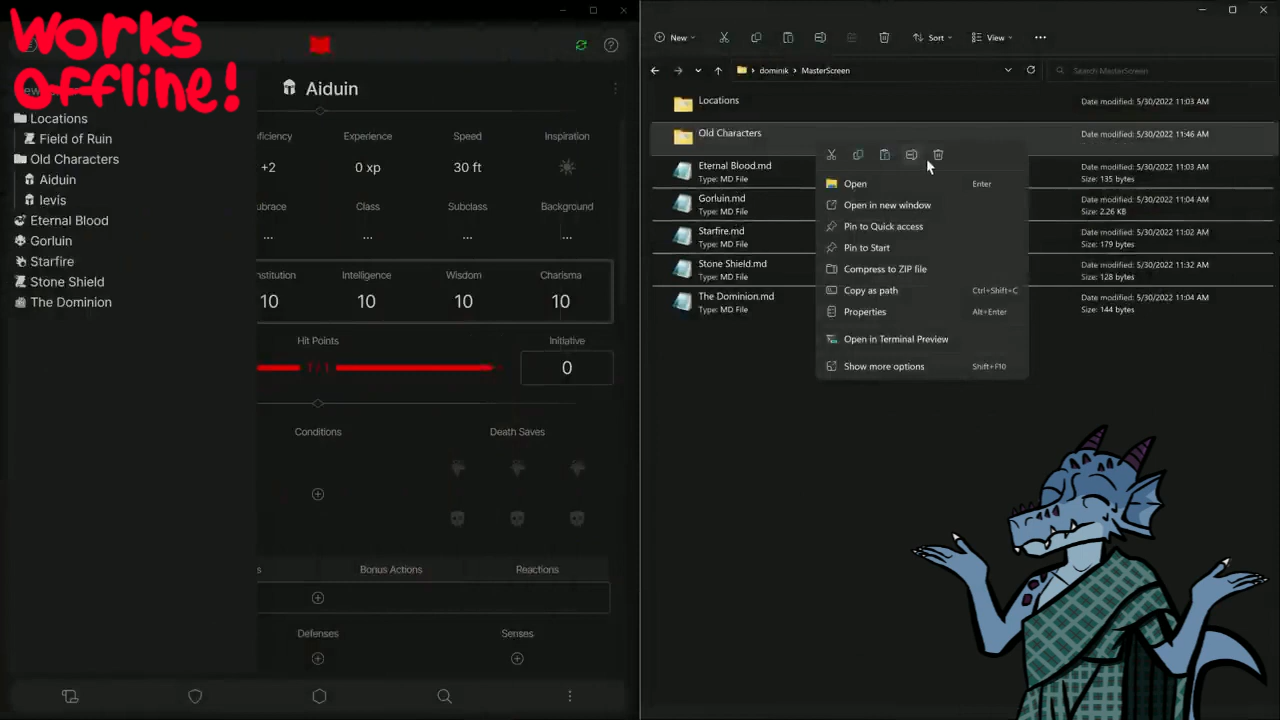 Works
Offline!
Locations
Field of Ruin
Old Characters
Aiduin
levis
Eternal Blood
Gorluin
Starfire
Stone Shield
The Dominion
Aiduin
Experience
Speed
Inspiration
+2
0 xp
30 ft
Class
Subclass
Background
...
...
...
Intelligence
Wisdom
Charisma
10
10
10
10
Hit Points
Initiative
0
Conditions
Death Saves
Bonus Actions
Reactions
Defenses
Senses
New
Sort
View
dominik
MasterScreen
Search MasterScreen
Locations
Date modified: 5/30/2022 11:03 AM
Old Characters
Date modified: 5/30/2022 11:46 AM
Eternal Blood.md
Type: MD File
Date modified: 5/30/2022 11:03 AM
Size: 135 bytes
Gorluin.md
Type: MD File
Date modified: 5/30/2022 11:04 AM
Size: 2.26 KB
Starfire.md
Type: MD File
Date modified: 5/30/2022 11:02 AM
Size: 179 bytes
Stone Shield.md
Type: MD File
Date modified: 5/30/2022 11:32 AM
Size: 128 bytes
The Dominion.md
Type: MD File
Date modified: 5/30/2022 11:04 AM
Size: 144 bytes
Open Enter
Open in new window
Pin to Quick access
Pin to Start
Compress to ZIP file
Copy as path Ctrl+Shift+C
Properties Alt+Enter
Open in Terminal Preview
Show more options Shift+F10